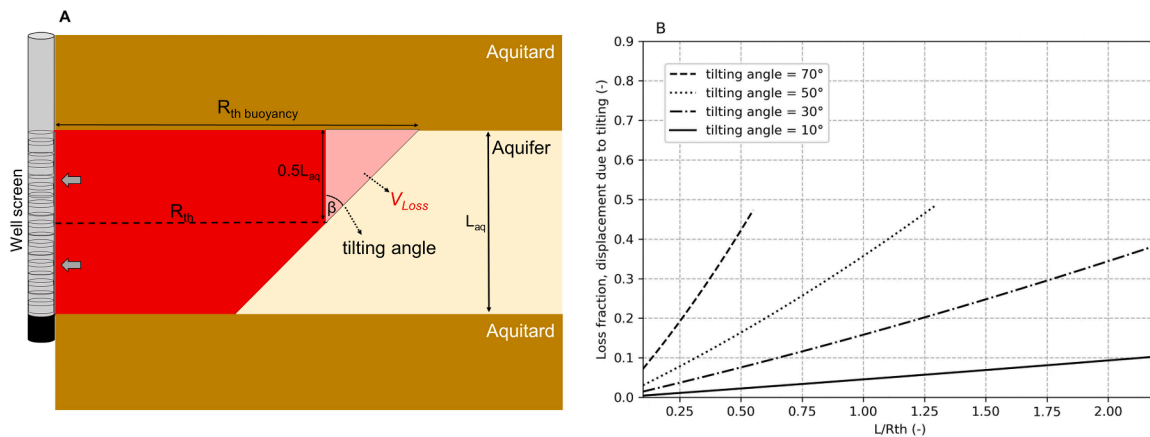 A
Aquitard
R_th buoyancy
Aquifer
0.5L_aq
V_Loss
R_th
β
L_aq
tilting angle
Well screen
Aquitard
B
Loss fraction, displacement due to tilting (-)
0.9
0.8
0.7
0.6
0.5
0.4
0.3
0.2
0.1
0.0
tilting angle = 70°
tilting angle = 50°
tilting angle = 30°
tilting angle = 10°
0.25 0.50 0.75 1.00 1.25 1.50 1.75 2.00
L/Rth (-)